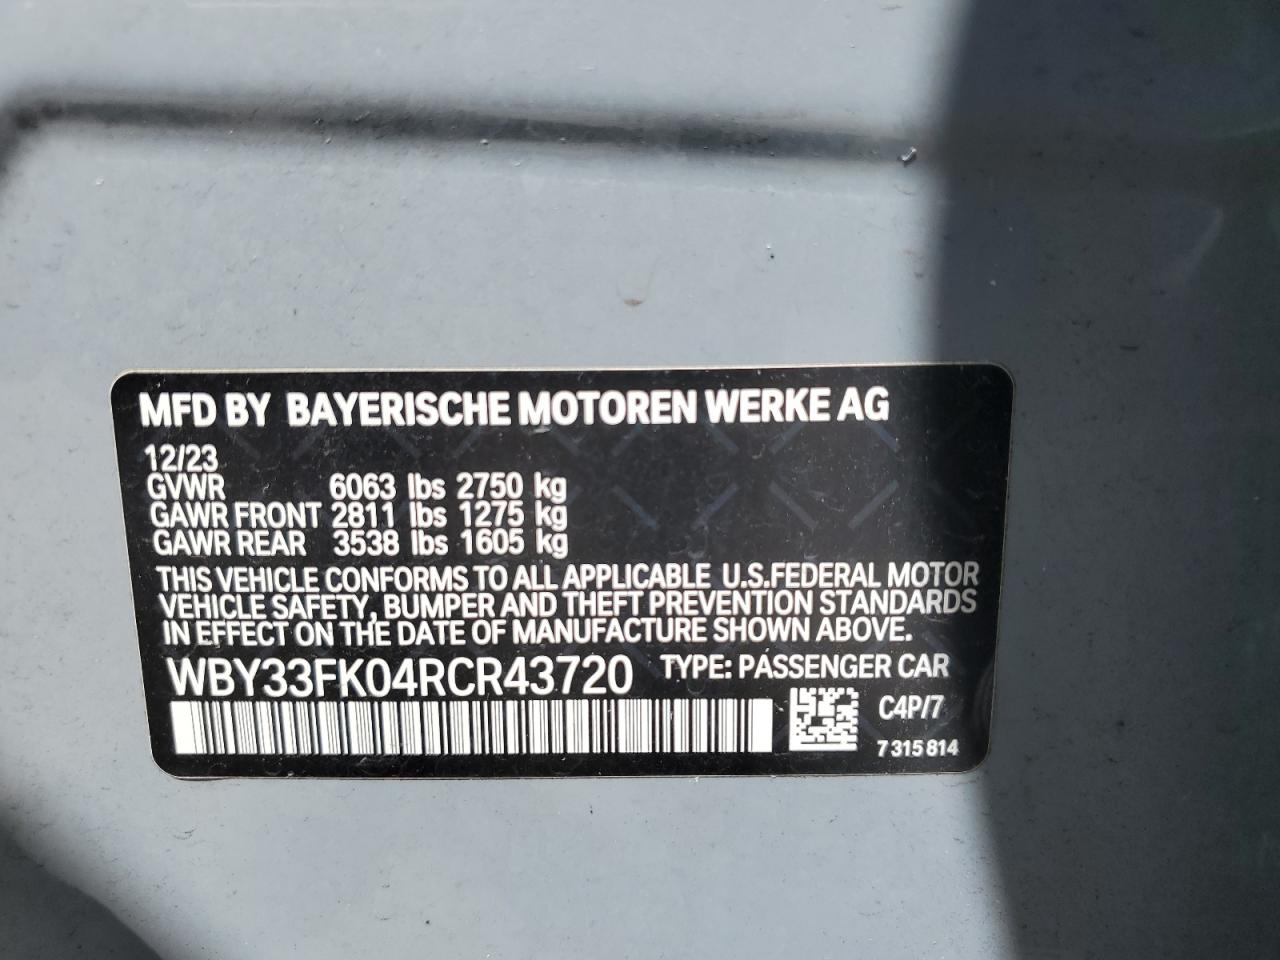 MFD BY BAYERISCHE MOTOREN WERKE AG
12/23
GVWR 6063 lbs 2750 kg
GAWR FRONT 2811 lbs 1275 kg
GAWR REAR 3538 lbs 1605 kg
THIS VEHICLE CONFORMS TO ALL APPLICABLE U.S.FEDERAL MOTOR
VEHICLE SAFETY, BUMPER AND THEFT PREVENTION STANDARDS
IN EFFECT ON THE DATE OF MANUFACTURE SHOWN ABOVE.
WBY33FK04RCR43720 TYPE: PASSENGER CAR
C4P/7
7 315 814